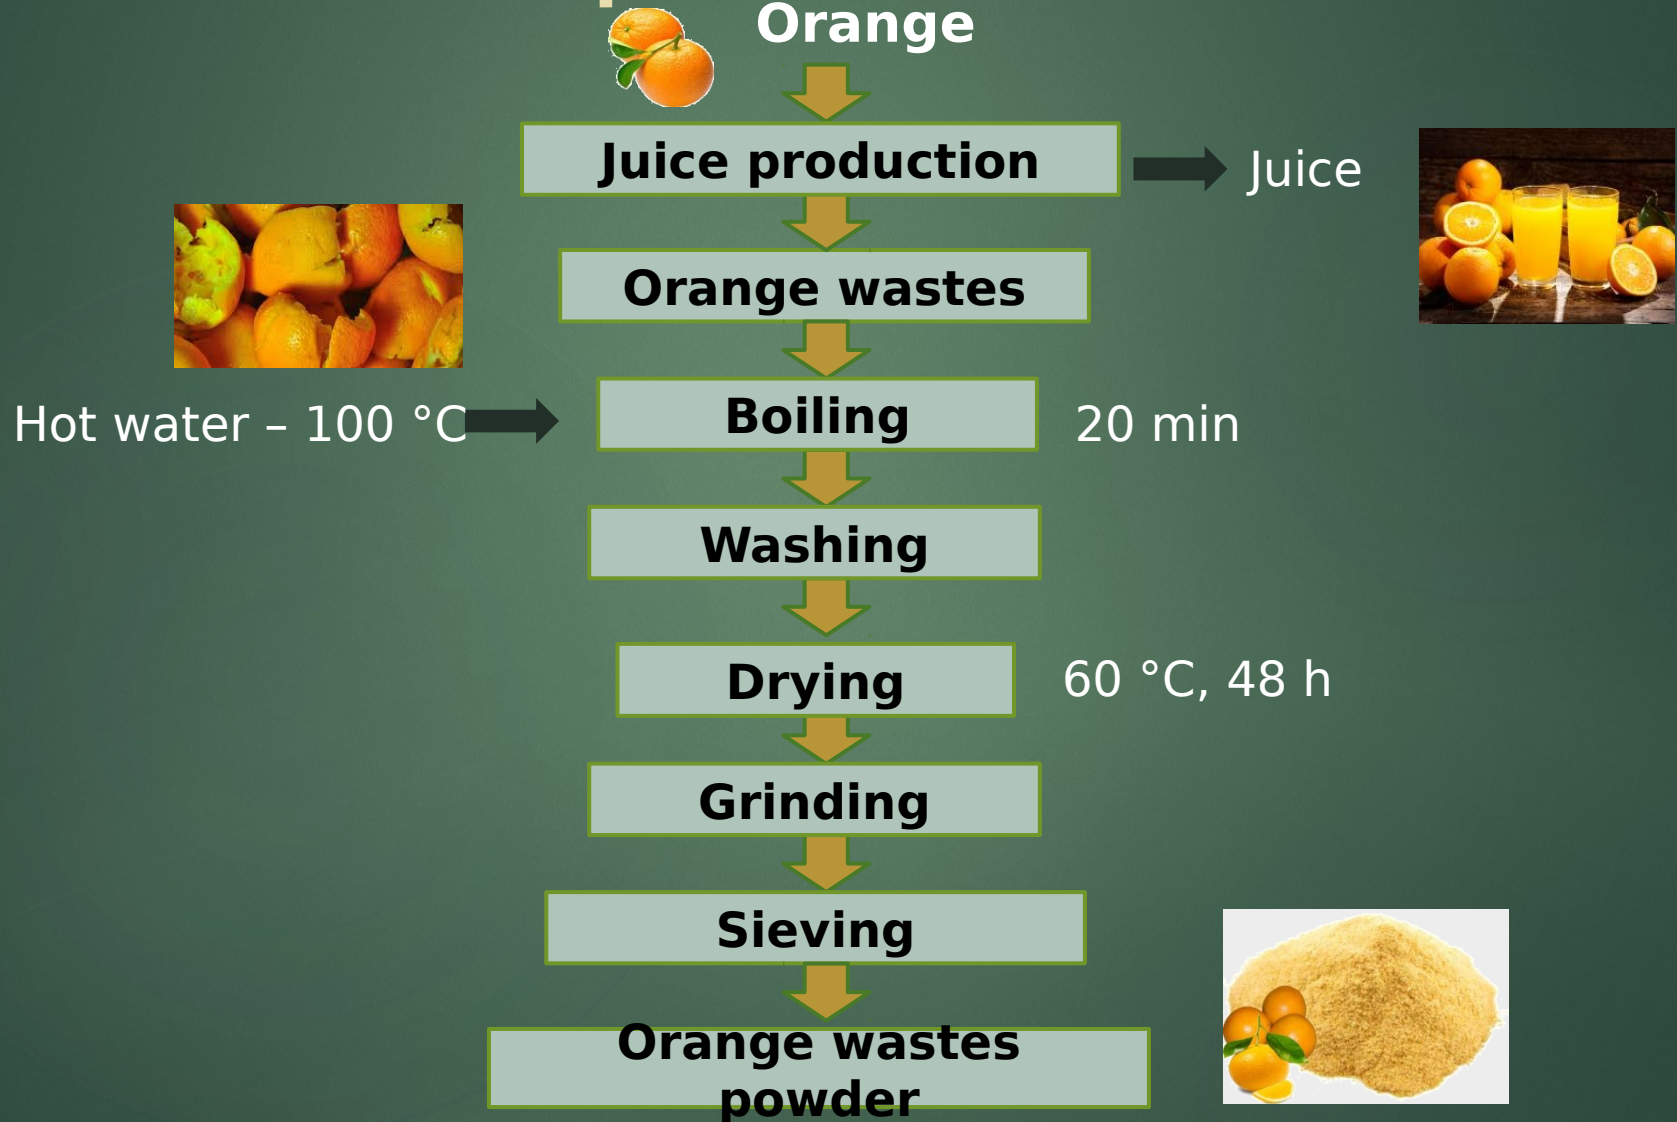 Orange
Juice production
Juice
Orange wastes
Hot water – 100 °C
Boiling
20 min
Washing
Drying
60 °C, 48 h
Grinding
Sieving
Orange wastes
powder